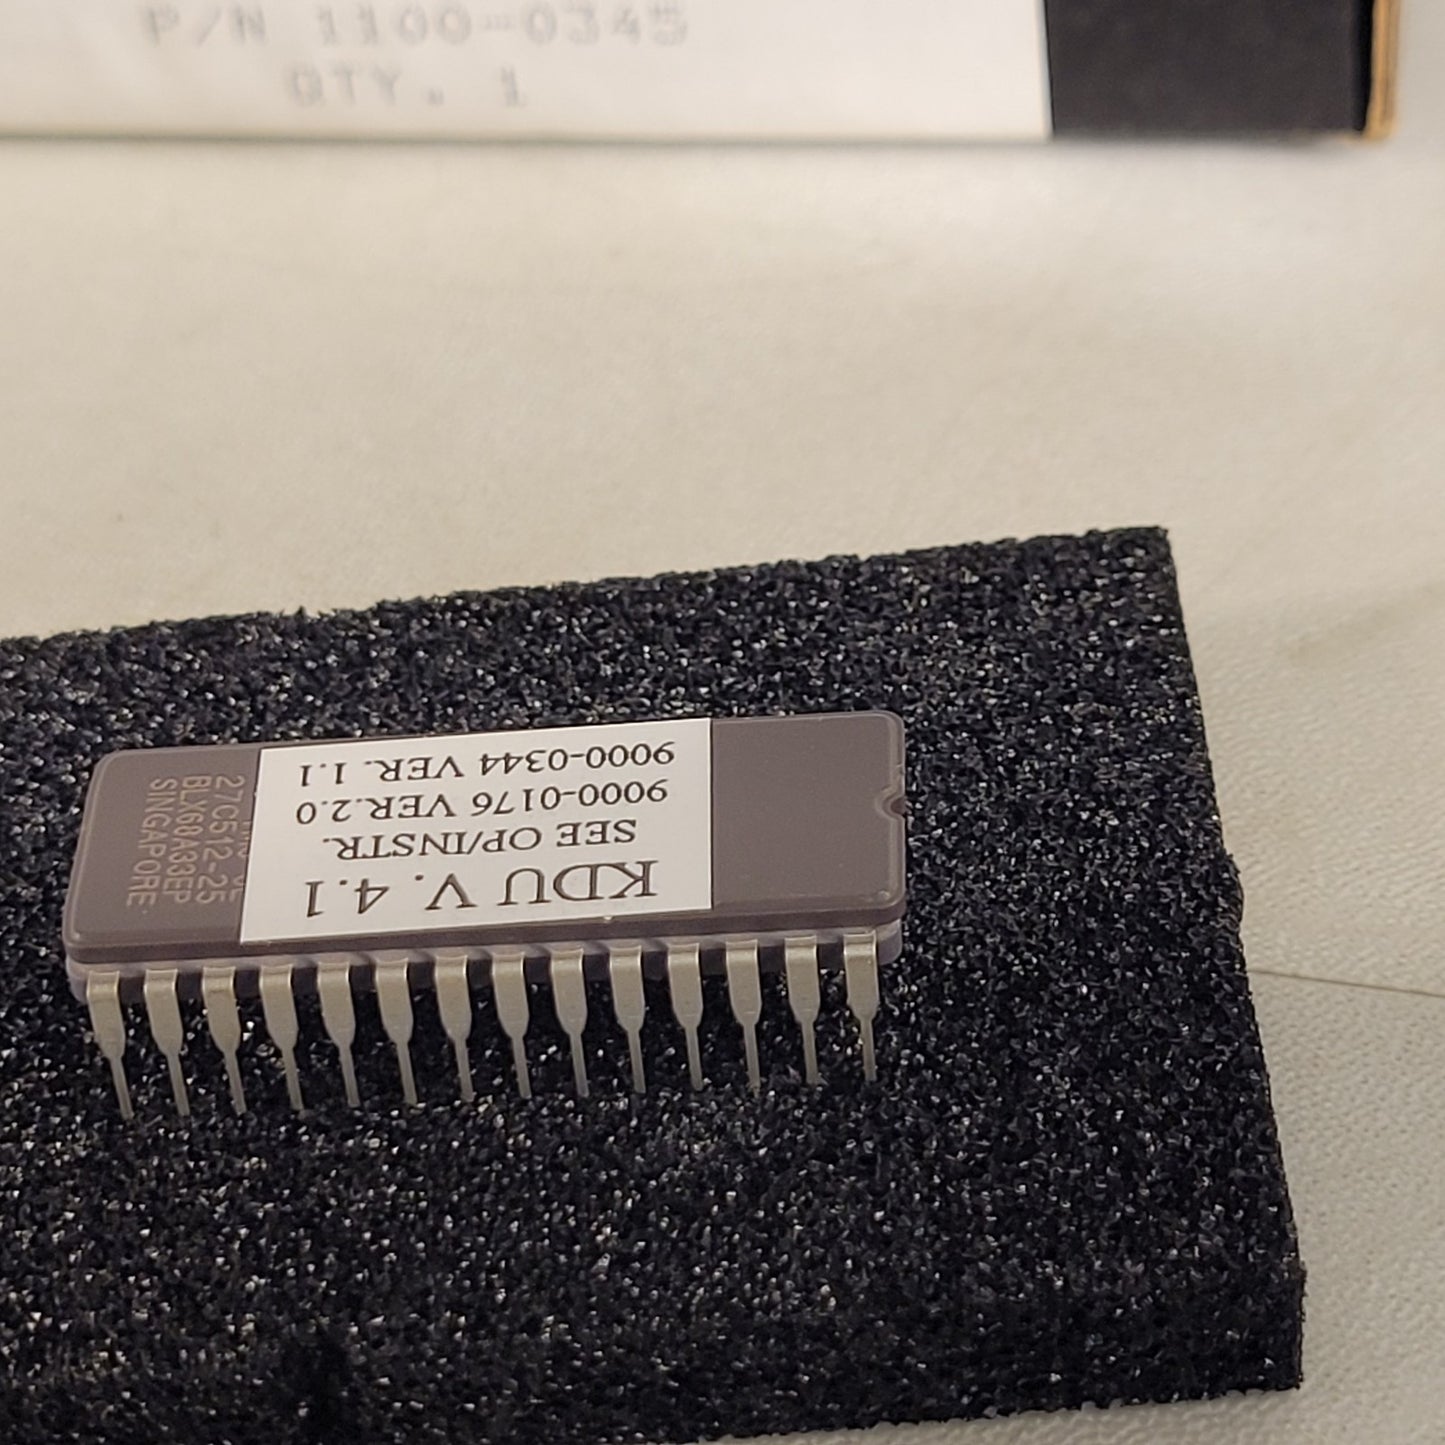 P/N 1100-0345
QTY. 1
KDU V. 4.1
SEE OP/INSTR.
9000-0176 VER.2.0
9000-0344 VER. 1.1
27C512-25
BLY68A33EP
SINGAPORE